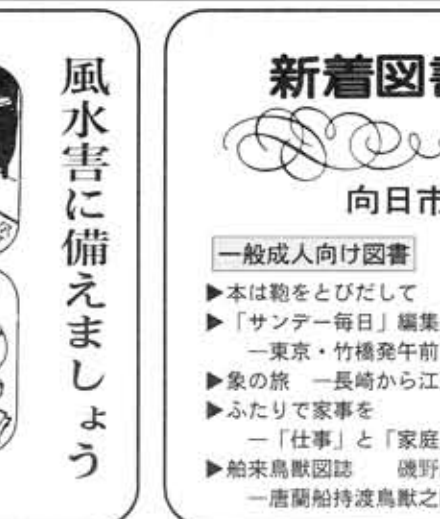 風水害に備えましょう
新着図書
向日市
一般成人向け図書
▶本は鞄をとびだして
▶「サンデー毎日」編集
―東京・竹橋発午前
▶象の旅　―長崎から江
▶ふたりで家事を
―「仕事」と「家庭
▶舶来鳥獣図誌　磯野
―唐蘭船持渡鳥獣之